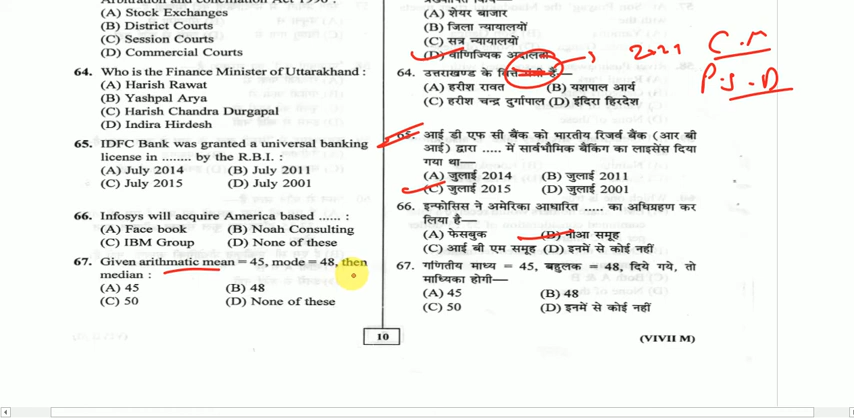 Arbitration and Conciliation Act 1996 :
(A) Stock Exchanges
(B) District Courts
(C) Session Courts
(D) Commercial Courts
64. Who is the Finance Minister of Uttarakhand :
(A) Harish Rawat
(B) Yashpal Arya
(C) Harish Chandra Durgapal
(D) Indira Hirdesh
65. IDFC Bank was granted a universal banking
license in ........ by the R.B.I. :
(A) July 2014 (B) July 2011
(C) July 2015 (D) July 2001
66. Infosys will acquire America based ...... :
(A) Face book (B) Noah Consulting
(C) IBM Group (D) None of these
67. Given arithmatic mean = 45, mode = 48, then
median :
(A) 45 (B) 48
(C) 50 (D) None of these
(A) शेयर बाजार
(B) जिला न्यायालयों
(C) सत्र न्यायालयों
(D) वाणिज्यिक अदालतों
2021 C.M
P.S.D
64. उत्तराखण्ड के वित्त मंत्री हैं—
(A) हरीश रावत (B) यशपाल आर्य
(C) हरीश चन्द्र दुर्गापाल (D) इंदिरा हिरदेश
65. आई डी एफ सी बैंक को भारतीय रिजर्व बैंक (आर बी
आई) द्वारा ..... में सार्वभौमिक बैंकिंग का लाइसेंस दिया
गया था—
(A) जुलाई 2014 (B) जुलाई 2011
(C) जुलाई 2015 (D) जुलाई 2001
66. इन्फोसिस ने अमेरिका आधारित ..... का अधिग्रहण कर
लिया है—
(A) फेसबुक (B) नोआ समूह
(C) आई बी एम समूह (D) इनमें से कोई नहीं
67. गणितीय माध्य = 45, बहुलक = 48, दिये गये, तो
माध्यिका होगी—
(A) 45 (B) 48
(C) 50 (D) इनमें से कोई नहीं
10
(VIVII M)